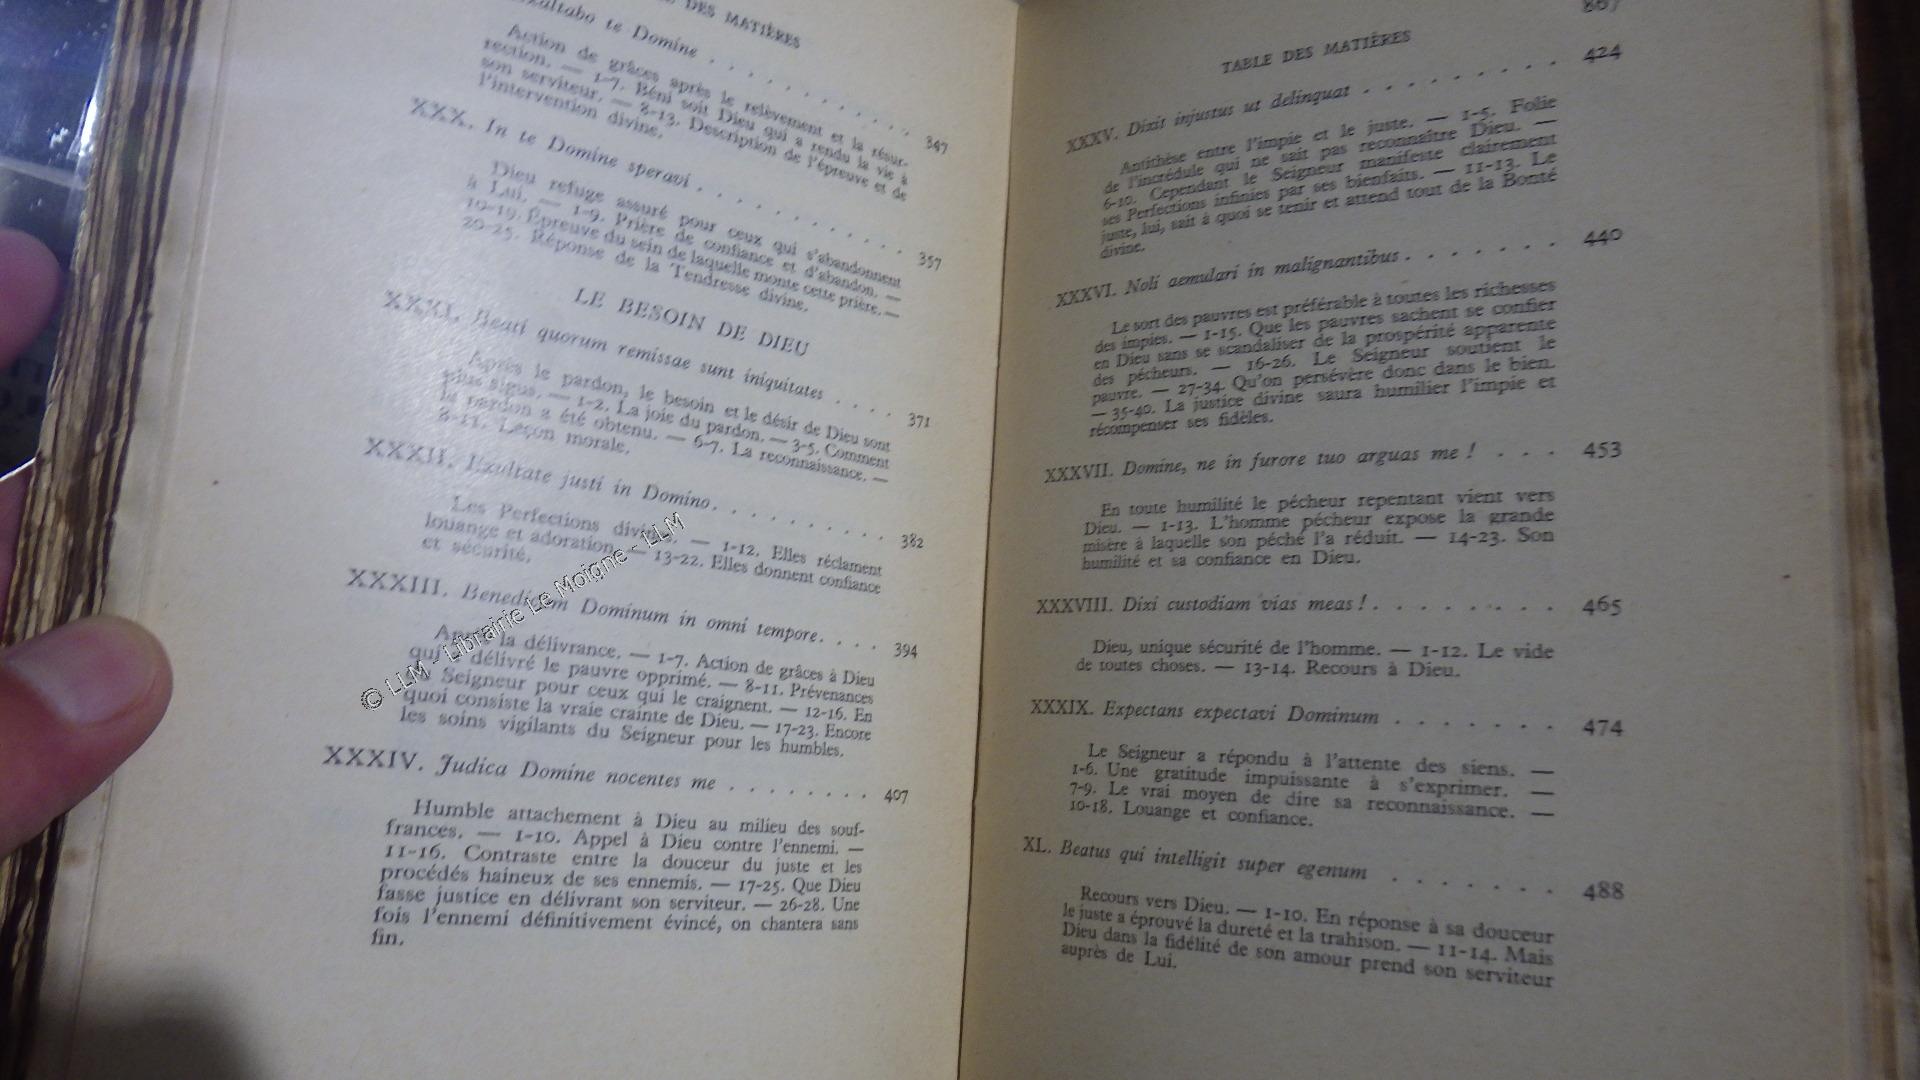 DES MATIÈRES
te Domine . . . . . . . . . . 347
Action de grâces après le relèvement et la résur-
rection. — 1-7. Béni soit Dieu qui a rendu la vie à
son serviteur. — 8-13. Description de l'épreuve et de
l'intervention divine.
XXX. In te Domine speravi . . . . . . . . . . 357
Dieu refuge assuré pour ceux qui s'abandonnent
à Lui. — 1-9. Prière de confiance et d'abandon. —
10-19. Épreuve du sein de laquelle monte cette prière. —
20-25. Réponse de la Tendresse divine.
LE BESOIN DE DIEU
XXXI. Beati quorum remissae sunt iniquitates . . . . 371
Après le pardon, le besoin et le désir de Dieu sont
plus aigus. — 1-2. La joie du pardon. — 3-5. Comment
le pardon a été obtenu. — 6-7. La reconnaissance. —
8-11. Leçon morale.
XXXII. Exultate justi in Domino . . . . . . . . . . 382
Les Perfections divines. — 1-12. Elles réclament
louange et adoration. — 13-22. Elles donnent confiance
et sécurité.
XXXIII. Benedicam Dominum in omni tempore. . . . 394
Après la délivrance. — 1-7. Action de grâces à Dieu
qui a délivré le pauvre opprimé. — 8-11. Prévenances
du Seigneur pour ceux qui le craignent. — 12-16. En
quoi consiste la vraie crainte de Dieu. — 17-23. Encore
les soins vigilants du Seigneur pour les humbles.
XXXIV. Judica Domine nocentes me . . . . . . . . 407
Humble attachement à Dieu au milieu des souf-
frances. — 1-10. Appel à Dieu contre l'ennemi. —
11-16. Contraste entre la douceur du juste et les
procédés haineux de ses ennemis. — 17-25. Que Dieu
fasse justice en délivrant son serviteur. — 26-28. Une
fois l'ennemi définitivement évincé, on chantera sans
fin.
© LLM - Librairie Le Moigne - LLM
TABLE DES MATIÈRES 867
XXXV. Dixit injustus ut delinquat . . . . . . . . . 424
Antithèse entre l'impie et le juste. — 1-5. Folie
de l'incrédule qui ne sait pas reconnaître Dieu. —
6-10. Cependant le Seigneur manifeste clairement
ses Perfections infinies par ses bienfaits. — 11-13. Le
juste, lui, sait à quoi se tenir et attend tout de la Bonté
divine.
XXXVI. Noli aemulari in malignantibus . . . . . . . 440
Le sort des pauvres est préférable à toutes les richesses
des impies. — 1-15. Que les pauvres sachent se confier
en Dieu sans se scandaliser de la prospérité apparente
des pécheurs. — 16-26. Le Seigneur soutient le
pauvre. — 27-34. Qu'on persévère donc dans le bien.
— 35-40. La justice divine saura humilier l'impie et
récompenser ses fidèles.
XXXVII. Domine, ne in furore tuo arguas me ! . . . 453
En toute humilité le pécheur repentant vient vers
Dieu. — 1-13. L'homme pécheur expose la grande
misère à laquelle son péché l'a réduit. — 14-23. Son
humilité et sa confiance en Dieu.
XXXVIII. Dixi custodiam vias meas ! . . . . . . . . 465
Dieu, unique sécurité de l'homme. — 1-12. Le vide
de toutes choses. — 13-14. Recours à Dieu.
XXXIX. Expectans expectavi Dominum . . . . . . . 474
Le Seigneur a répondu à l'attente des siens. —
1-6. Une gratitude impuissante à s'exprimer. —
7-9. Le vrai moyen de dire sa reconnaissance. —
10-18. Louange et confiance.
XL. Beatus qui intelligit super egenum . . . . . . . 488
Recours vers Dieu. — 1-10. En réponse à sa douceur
le juste a éprouvé la dureté et la trahison. — 11-14. Mais
Dieu dans la fidélité de son amour prend son serviteur
auprès de Lui.